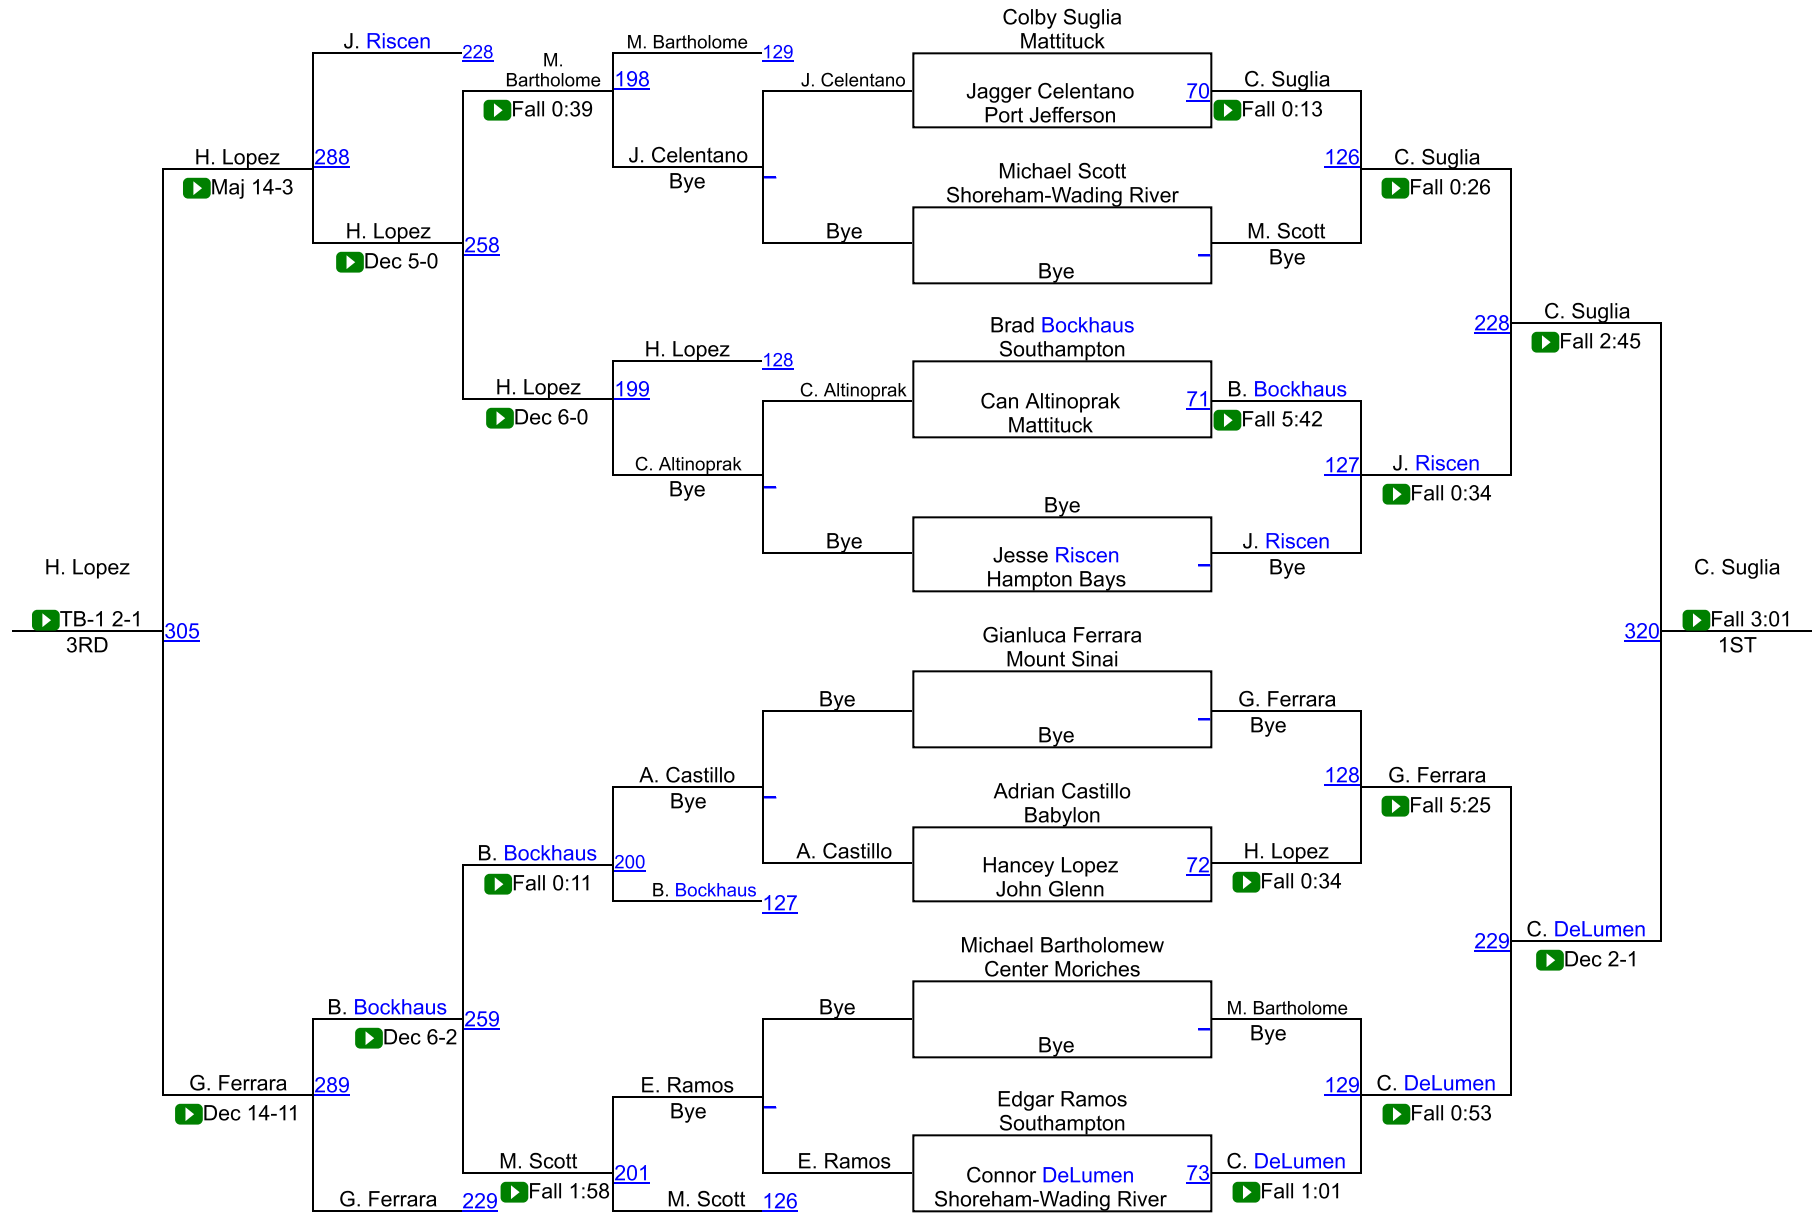 Colby Suglia
Mattituck
J. Riscen
228
M. Bartholome
129
M.
Bartholome
198
Fall 0:39
J. Celentano
Jagger Celentano
Port Jefferson
70
C. Suglia
Fall 0:13
H. Lopez
288
Maj 14-3
J. Celentano
Bye
Michael Scott
Shoreham-Wading River
126
C. Suglia
Fall 0:26
H. Lopez
258
Dec 5-0
Bye
Bye
M. Scott
Bye
Brad Bockhaus
Southampton
228
C. Suglia
Fall 2:45
H. Lopez
128
H. Lopez
199
Dec 6-0
C. Altinoprak
Can Altinoprak
Mattituck
71
B. Bockhaus
Fall 5:42
C. Altinoprak
Bye
127
J. Riscen
Fall 0:34
Bye
Bye
Jesse Riscen
Hampton Bays
J. Riscen
Bye
H. Lopez
TB-1 2-1
3RD
305
C. Suglia
320
Fall 3:01
1ST
Gianluca Ferrara
Mount Sinai
Bye
Bye
G. Ferrara
Bye
A. Castillo
Bye
Adrian Castillo
Babylon
128
G. Ferrara
Fall 5:25
B. Bockhaus
200
Fall 0:11
B. Bockhaus
127
A. Castillo
Hancey Lopez
John Glenn
72
H. Lopez
Fall 0:34
Michael Bartholomew
Center Moriches
229
C. DeLumen
Dec 2-1
B. Bockhaus
259
Dec 6-2
Bye
Bye
M. Bartholome
Bye
G. Ferrara
289
Dec 14-11
E. Ramos
Bye
Edgar Ramos
Southampton
129
C. DeLumen
Fall 0:53
M. Scott
201
Fall 1:58
E. Ramos
Connor DeLumen
Shoreham-Wading River
73
C. DeLumen
Fall 1:01
G. Ferrara
229
M. Scott
126